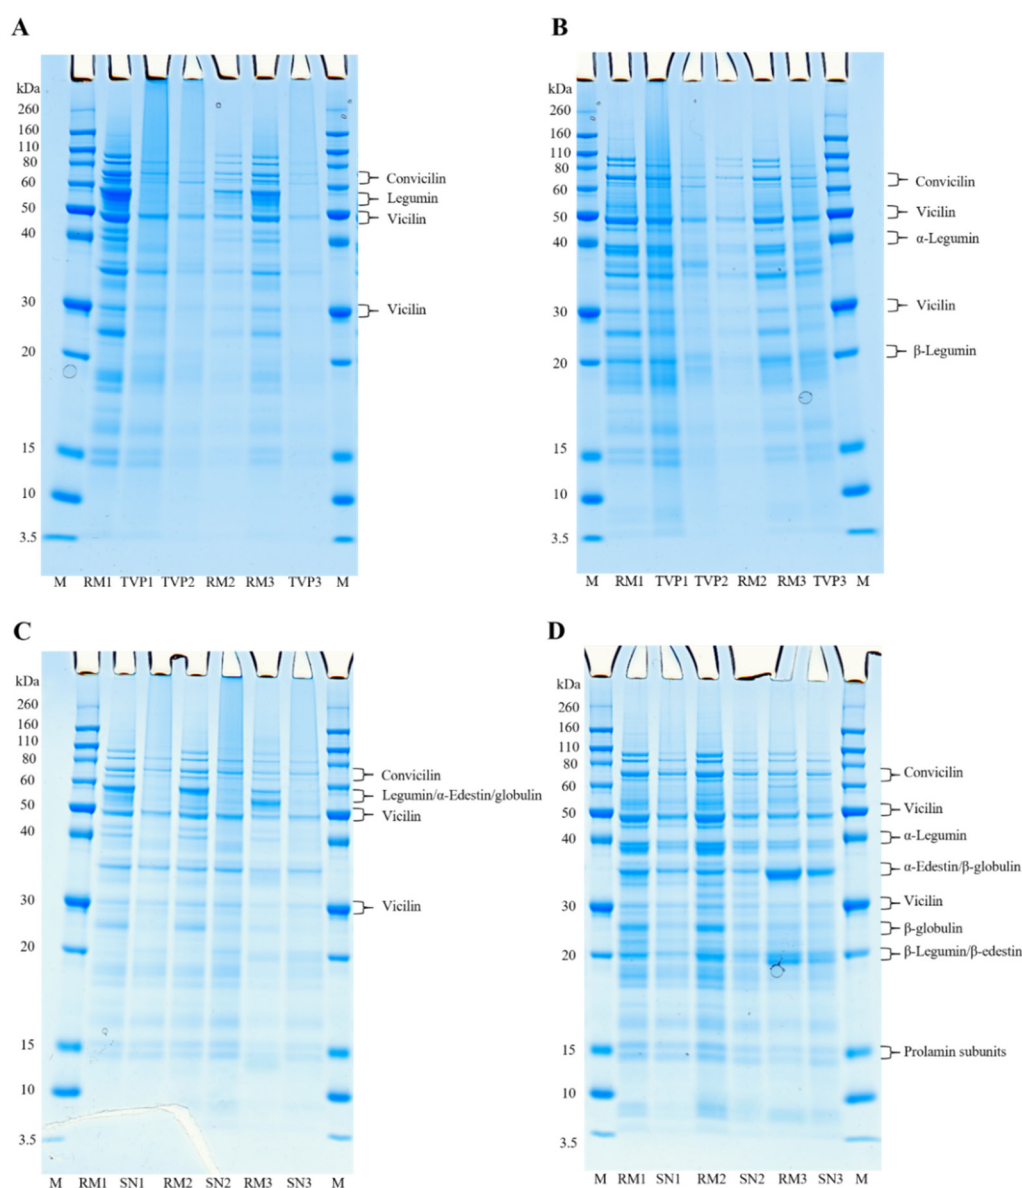 A
kDa
260
160
110
80
60
50
40
30
20
15
10
3.5
Convicilin
Legumin
Vicilin
Vicilin
M RM1 TVP1 TVP2 RM2 RM3 TVP3 M
B
kDa
260
160
110
80
60
50
40
30
20
15
10
3.5
Convicilin
Vicilin
α-Legumin
Vicilin
β-Legumin
M RM1 TVP1 TVP2 RM2 RM3 TVP3 M
C
kDa
260
160
110
80
60
50
40
30
20
15
10
3.5
Convicilin
Legumin/α-Edestin/globulin
Vicilin
Vicilin
M RM1 SN1 RM2 SN2 RM3 SN3 M
D
kDa
260
160
110
80
60
50
40
30
20
15
10
3.5
Convicilin
Vicilin
α-Legumin
α-Edestin/β-globulin
Vicilin
β-globulin
β-Legumin/β-edestin
Prolamin subunits
M RM1 SN1 RM2 SN2 RM3 SN3 M